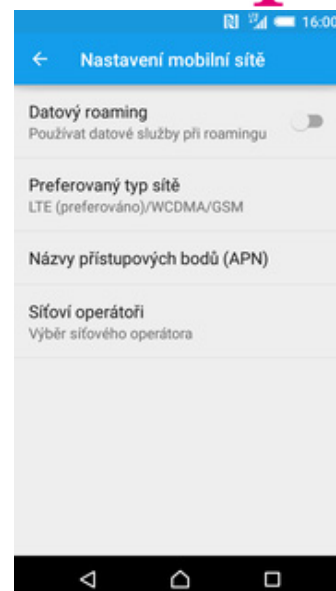 16:00
Nastavení mobilní sítě
Datový roaming
Používat datové služby při roamingu
Preferovaný typ sítě
LTE (preferováno)/WCDMA/GSM
Názvy přístupových bodů (APN)
Síťoví operátoři
Výběr síťového operátora